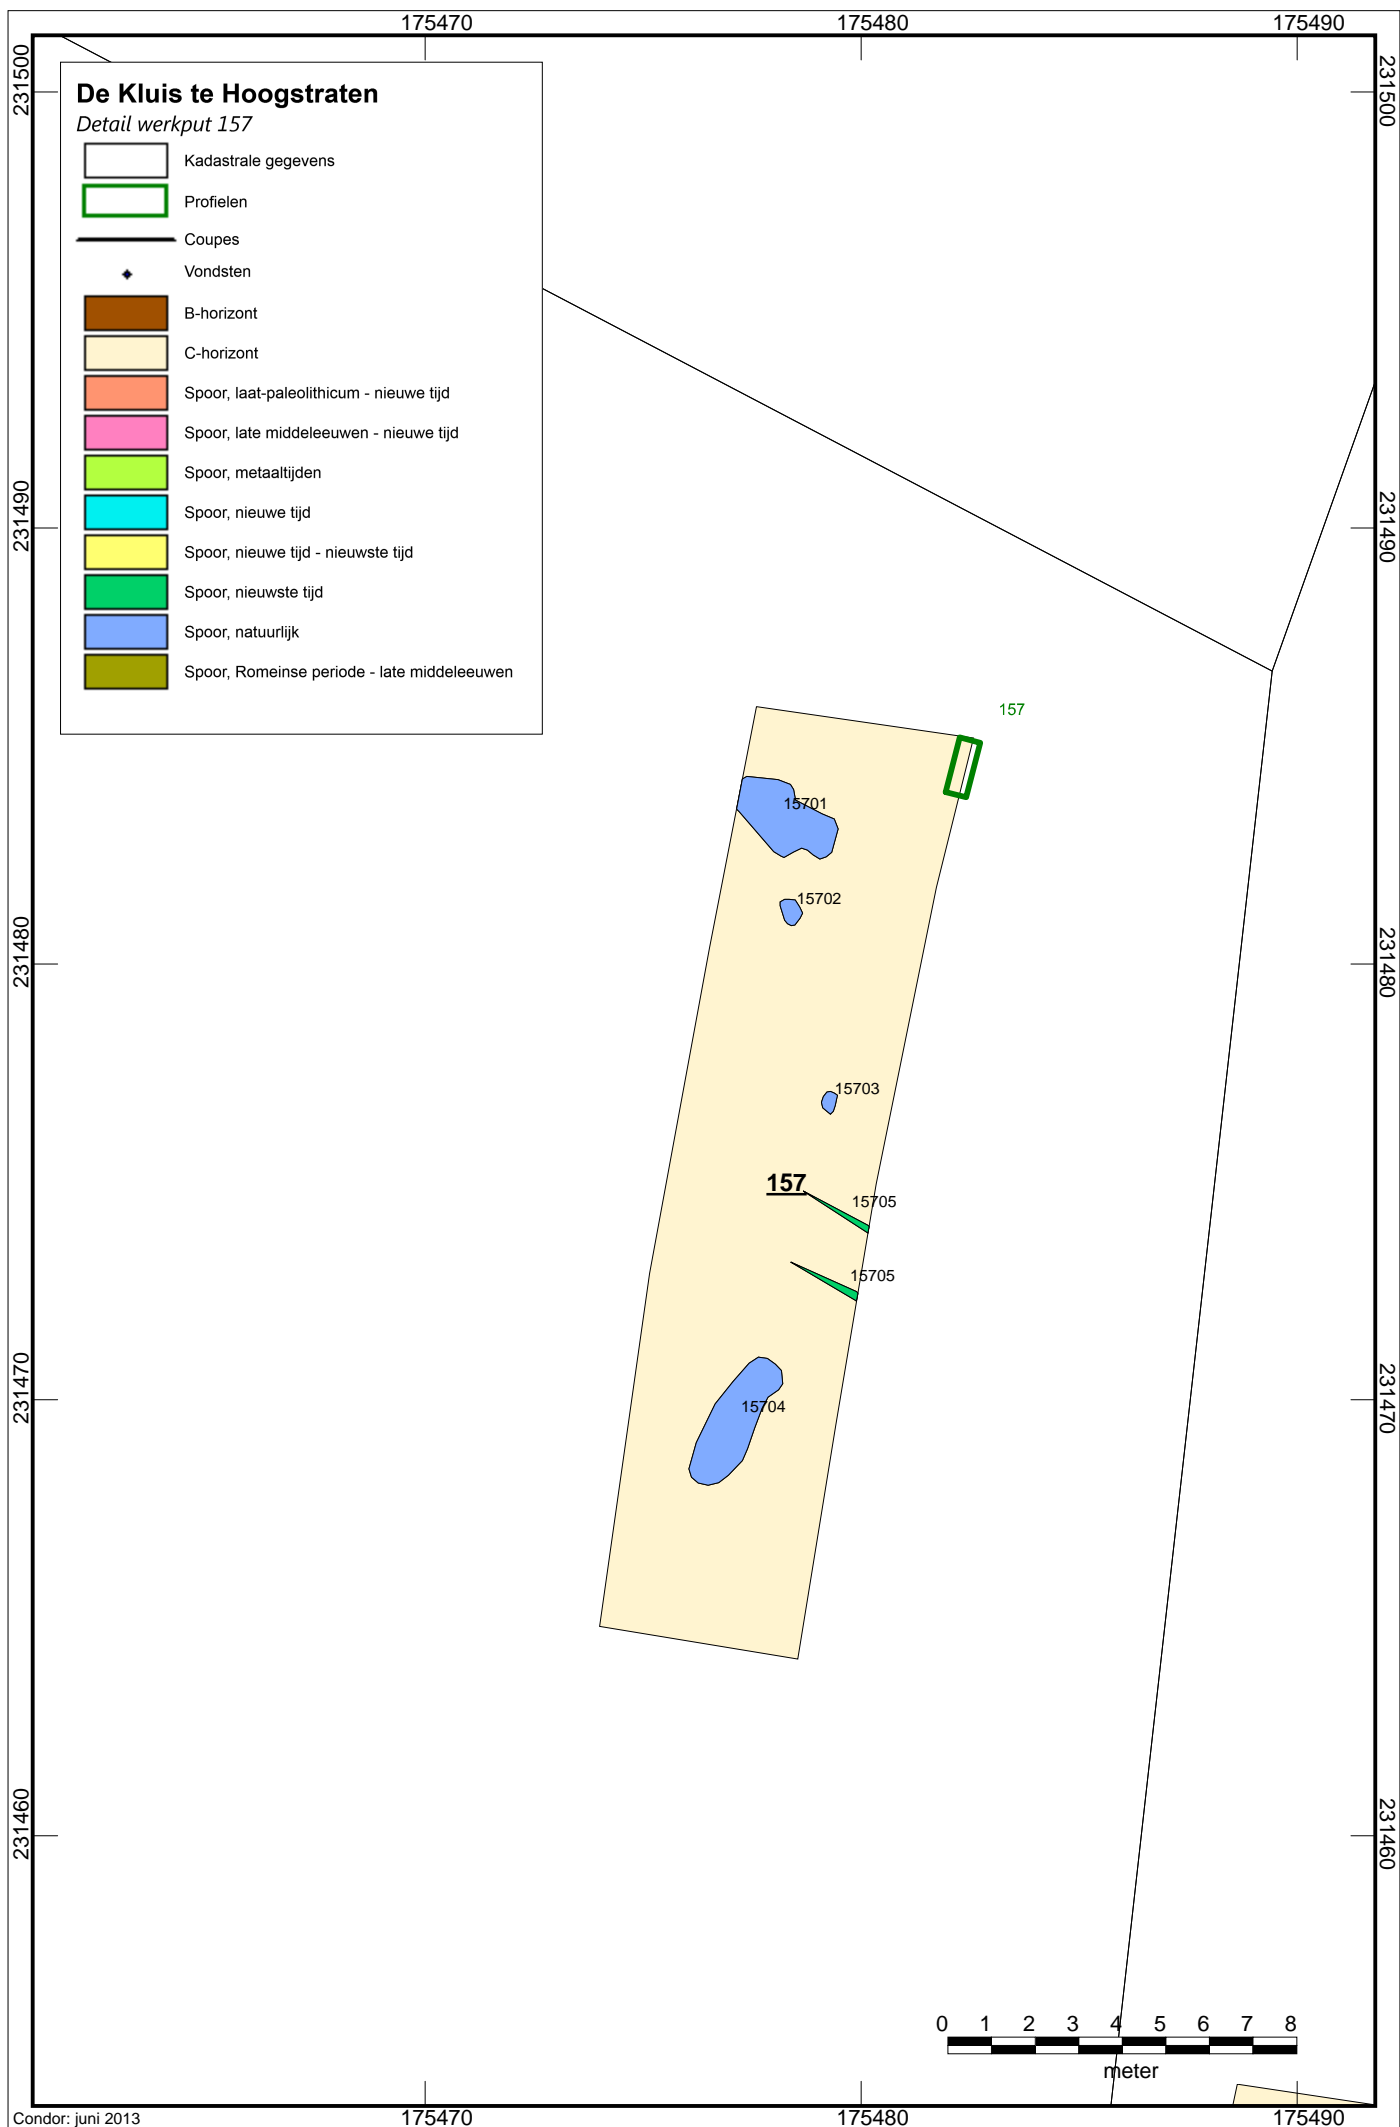 175470 175480 175490
231500 231500
De Kluis te Hoogstraten
Detail werkput 157
Kadastrale gegevens
Profielen
Coupes
Vondsten
B-horizont
C-horizont
Spoor, laat-paleolithicum - nieuwe tijd
Spoor, late middeleeuwen - nieuwe tijd
Spoor, metaaltijden
Spoor, nieuwe tijd
Spoor, nieuwe tijd - nieuwste tijd
Spoor, nieuwste tijd
Spoor, natuurlijk
Spoor, Romeinse periode - late middeleeuwen
231490 231490
157
15701
15702
231480 231480
15703
157
15705
15705
231470 231470
15704
231460 231460
0 1 2 3 4 5 6 7 8
meter
Condor: juni 2013
175470 175480 175490